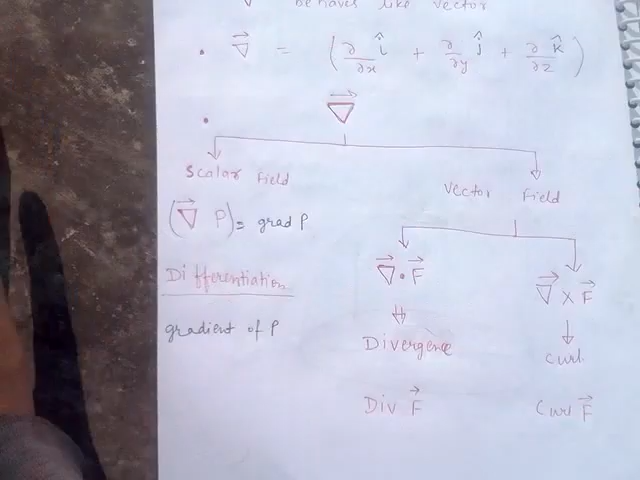 behaves like vector
• ∇⃗ = (∂/∂x î + ∂/∂y ĵ + ∂/∂z k̂)
• ∇⃗
Scalar Field
Vector Field
(∇⃗ P) = grad P
∇⃗ • F⃗
∇⃗ × F⃗
Differentiation
gradient of P
Divergence
Curl
Div F⃗
Curl F⃗